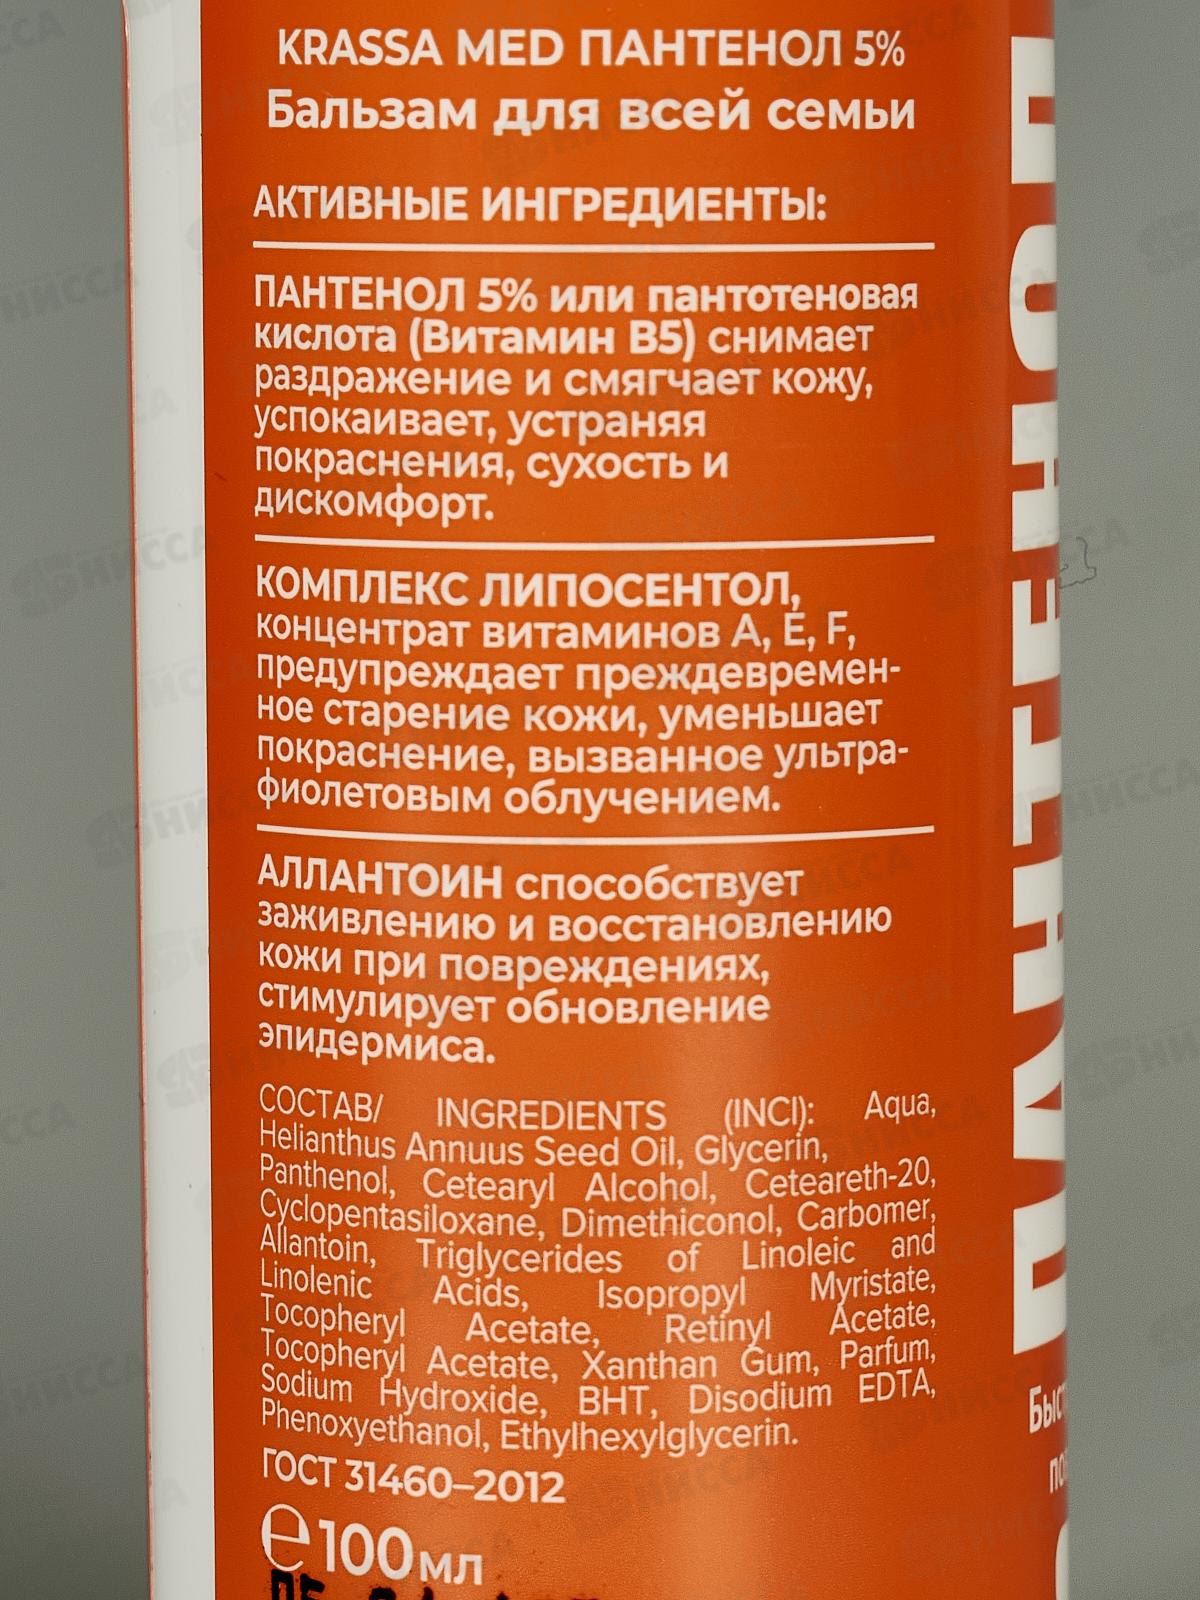 KRASSA MED ПАНТЕНОЛ 5%
Бальзам для всей семьи
АКТИВНЫЕ ИНГРЕДИЕНТЫ:
ПАНТЕНОЛ 5% или пантотеновая
кислота (Витамин В5) снимает
раздражение и смягчает кожу,
успокаивает, устраняя
покраснения, сухость и
дискомфорт.
КОМПЛЕКС ЛИПОСЕНТОЛ,
концентрат витаминов A, E, F,
предупреждает преждевремен-
ное старение кожи, уменьшает
покраснение, вызванное ультра-
фиолетовым облучением.
АЛЛАНТОИН способствует
заживлению и восстановлению
кожи при повреждениях,
стимулирует обновление
эпидермиса.
СОСТАВ/ INGREDIENTS (INCI): Aqua,
Helianthus Annuus Seed Oil, Glycerin,
Panthenol, Cetearyl Alcohol, Ceteareth-20,
Cyclopentasiloxane, Dimethiconol, Carbomer,
Allantoin, Triglycerides of Linoleic and
Linolenic Acids, Isopropyl Myristate,
Tocopheryl Acetate, Retinyl Acetate,
Tocopheryl Acetate, Xanthan Gum, Parfum,
Sodium Hydroxide, BHT, Disodium EDTA,
Phenoxyethanol, Ethylhexylglycerin.
ГОСТ 31460–2012
℮100мл
ПАНТЕНОЛ